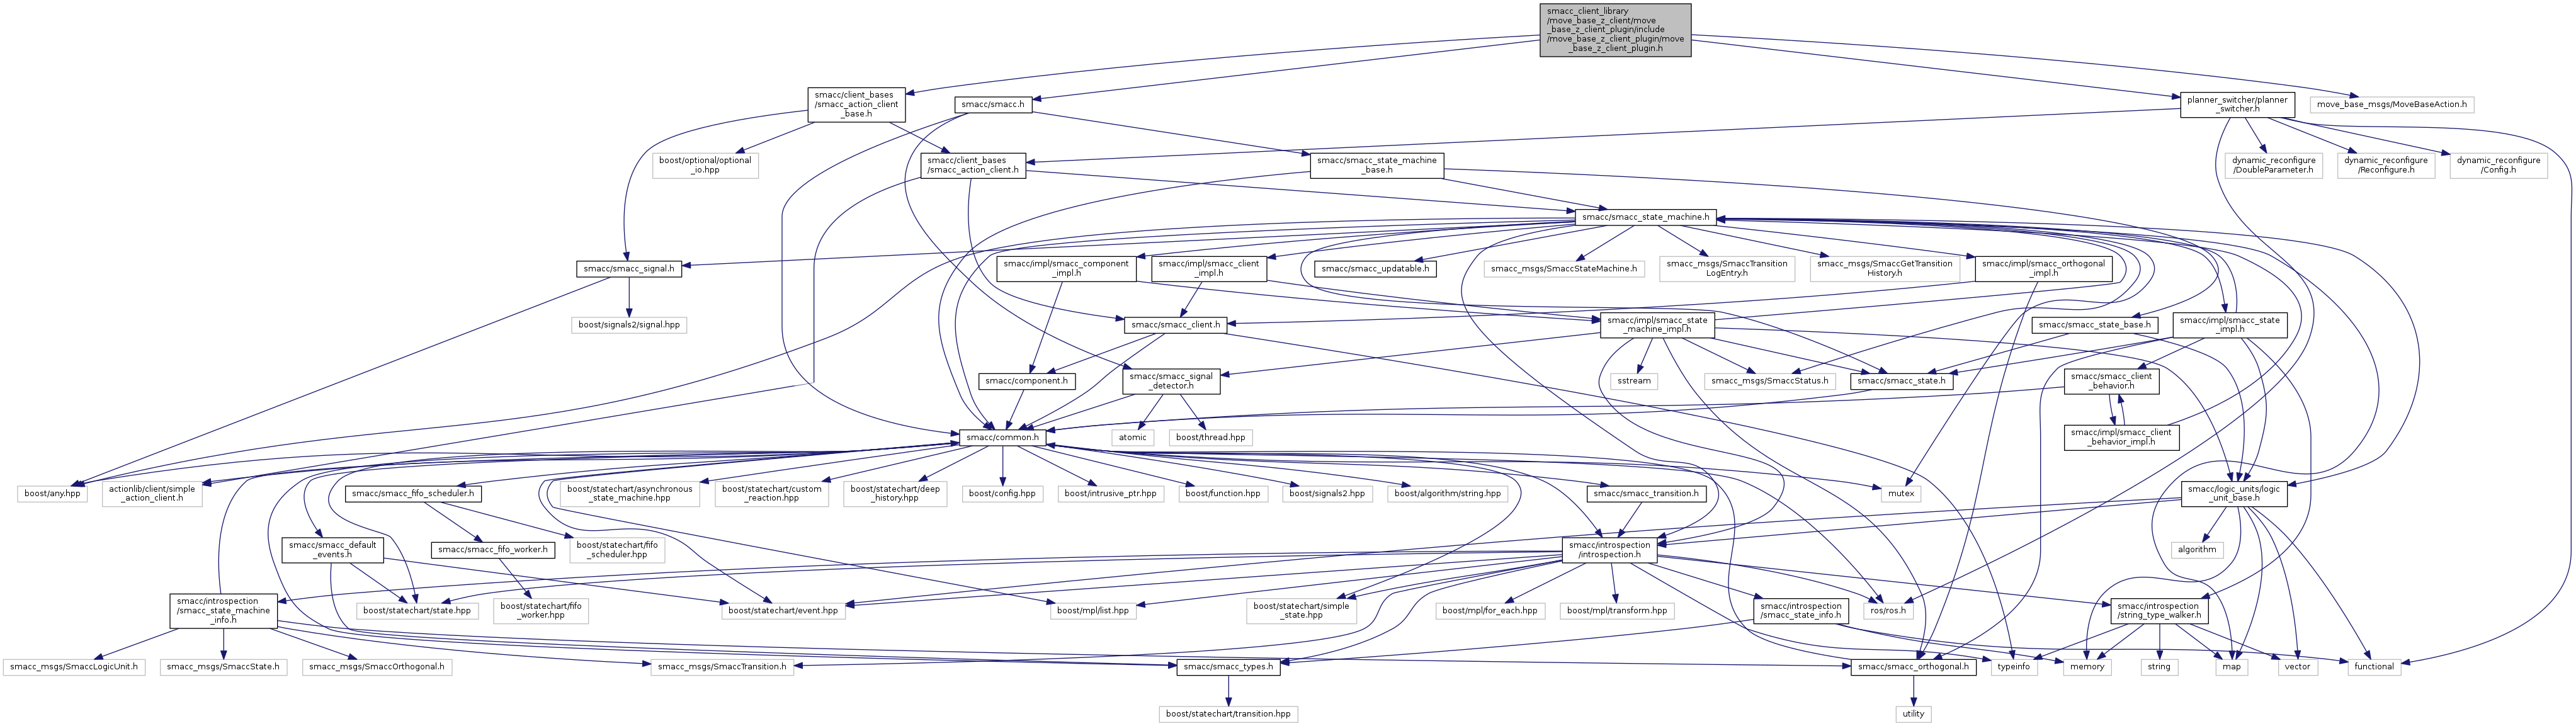 smacc_client_library
/move_base_z_client/move
_base_z_client_plugin/include
/move_base_z_client_plugin/move
_base_z_client_plugin.h
smacc/client_bases
/smacc_action_client
_base.h
smacc/smacc.h
planner_switcher/planner
_switcher.h
move_base_msgs/MoveBaseAction.h
boost/optional/optional
_io.hpp
smacc/client_bases
/smacc_action_client.h
smacc/smacc_state_machine
_base.h
dynamic_reconfigure
/DoubleParameter.h
dynamic_reconfigure
/Reconfigure.h
dynamic_reconfigure
/Config.h
smacc/smacc_state_machine.h
smacc/smacc_signal.h
smacc/impl/smacc_component
_impl.h
smacc/impl/smacc_client
_impl.h
smacc/smacc_updatable.h
smacc_msgs/SmaccStateMachine.h
smacc_msgs/SmaccTransition
LogEntry.h
smacc_msgs/SmaccGetTransition
History.h
smacc/impl/smacc_orthogonal
_impl.h
boost/signals2/signal.hpp
smacc/smacc_client.h
smacc/impl/smacc_state
_machine_impl.h
smacc/smacc_state_base.h
smacc/impl/smacc_state
_impl.h
smacc/component.h
smacc/smacc_signal
_detector.h
sstream
smacc_msgs/SmaccStatus.h
smacc/smacc_state.h
smacc/smacc_client
_behavior.h
smacc/common.h
atomic
boost/thread.hpp
smacc/impl/smacc_client
_behavior_impl.h
boost/any.hpp
actionlib/client/simple
_action_client.h
smacc/smacc_fifo_scheduler.h
boost/statechart/asynchronous
_state_machine.hpp
boost/statechart/custom
_reaction.hpp
boost/statechart/deep
_history.hpp
boost/config.hpp
boost/intrusive_ptr.hpp
boost/function.hpp
boost/signals2.hpp
boost/algorithm/string.hpp
smacc/smacc_transition.h
mutex
smacc/logic_units/logic
_unit_base.h
smacc/smacc_default
_events.h
smacc/smacc_fifo_worker.h
boost/statechart/fifo
_scheduler.hpp
smacc/introspection
/introspection.h
algorithm
smacc/introspection
/smacc_state_machine
_info.h
boost/statechart/state.hpp
boost/statechart/fifo
_worker.hpp
boost/statechart/event.hpp
boost/mpl/list.hpp
boost/statechart/simple
_state.hpp
boost/mpl/for_each.hpp
boost/mpl/transform.hpp
smacc/introspection
/smacc_state_info.h
ros/ros.h
smacc/introspection
/string_type_walker.h
smacc_msgs/SmaccLogicUnit.h
smacc_msgs/SmaccState.h
smacc_msgs/SmaccOrthogonal.h
smacc_msgs/SmaccTransition.h
smacc/smacc_types.h
smacc/smacc_orthogonal.h
typeinfo
memory
string
map
vector
functional
boost/statechart/transition.hpp
utility